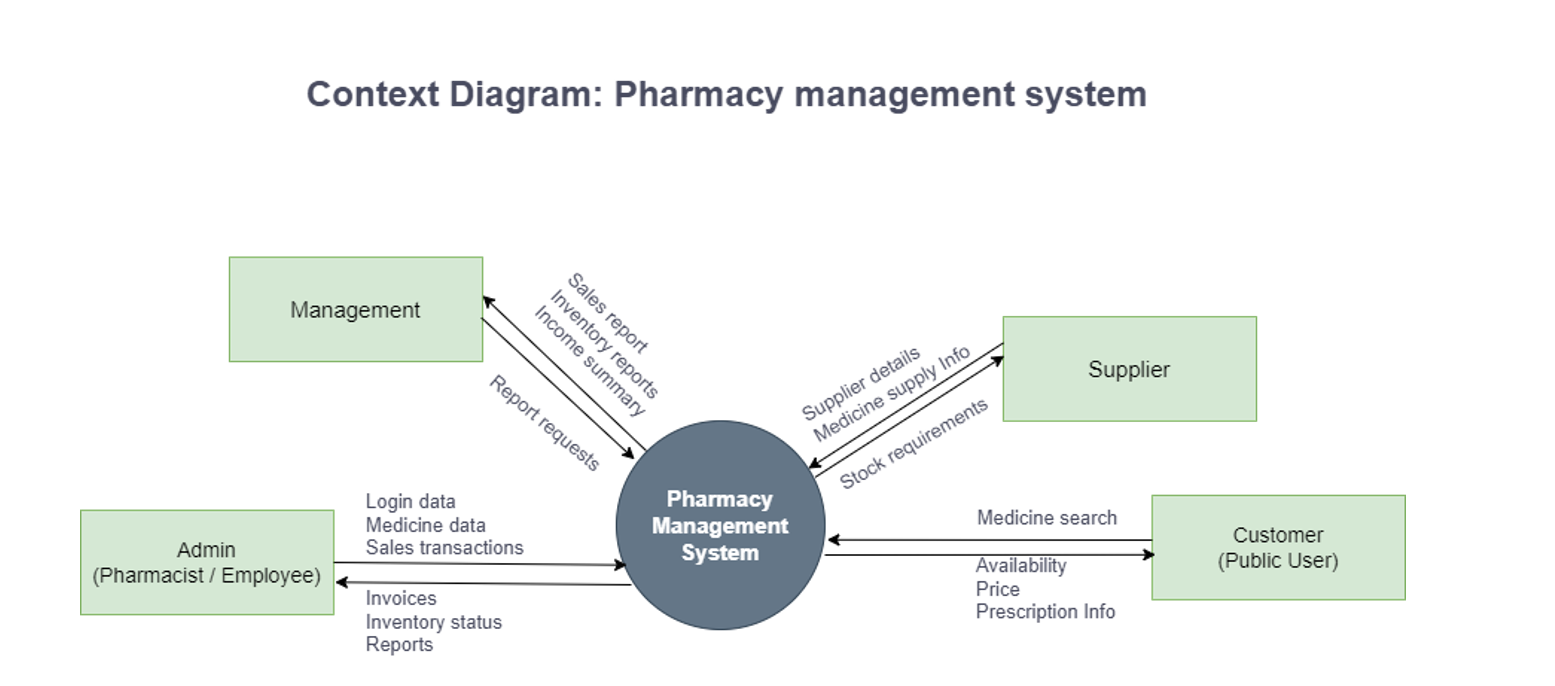 Context Diagram: Pharmacy management system
Management
Sales report
Inventory reports
Income summary
Report requests
Supplier details
Medicine supply Info
Stock requirements
Supplier
Pharmacy
Management
System
Login data
Medicine data
Sales transactions
Admin
(Pharmacist / Employee)
Invoices
Inventory status
Reports
Medicine search
Availability
Price
Prescription Info
Customer
(Public User)